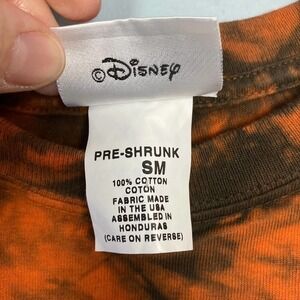 ©Disney
PRE-SHRUNK
SM
100% COTTON
COTON
FABRIC MADE
IN THE USA
ASSEMBLED IN
HONDURAS
(CARE ON REVERSE)